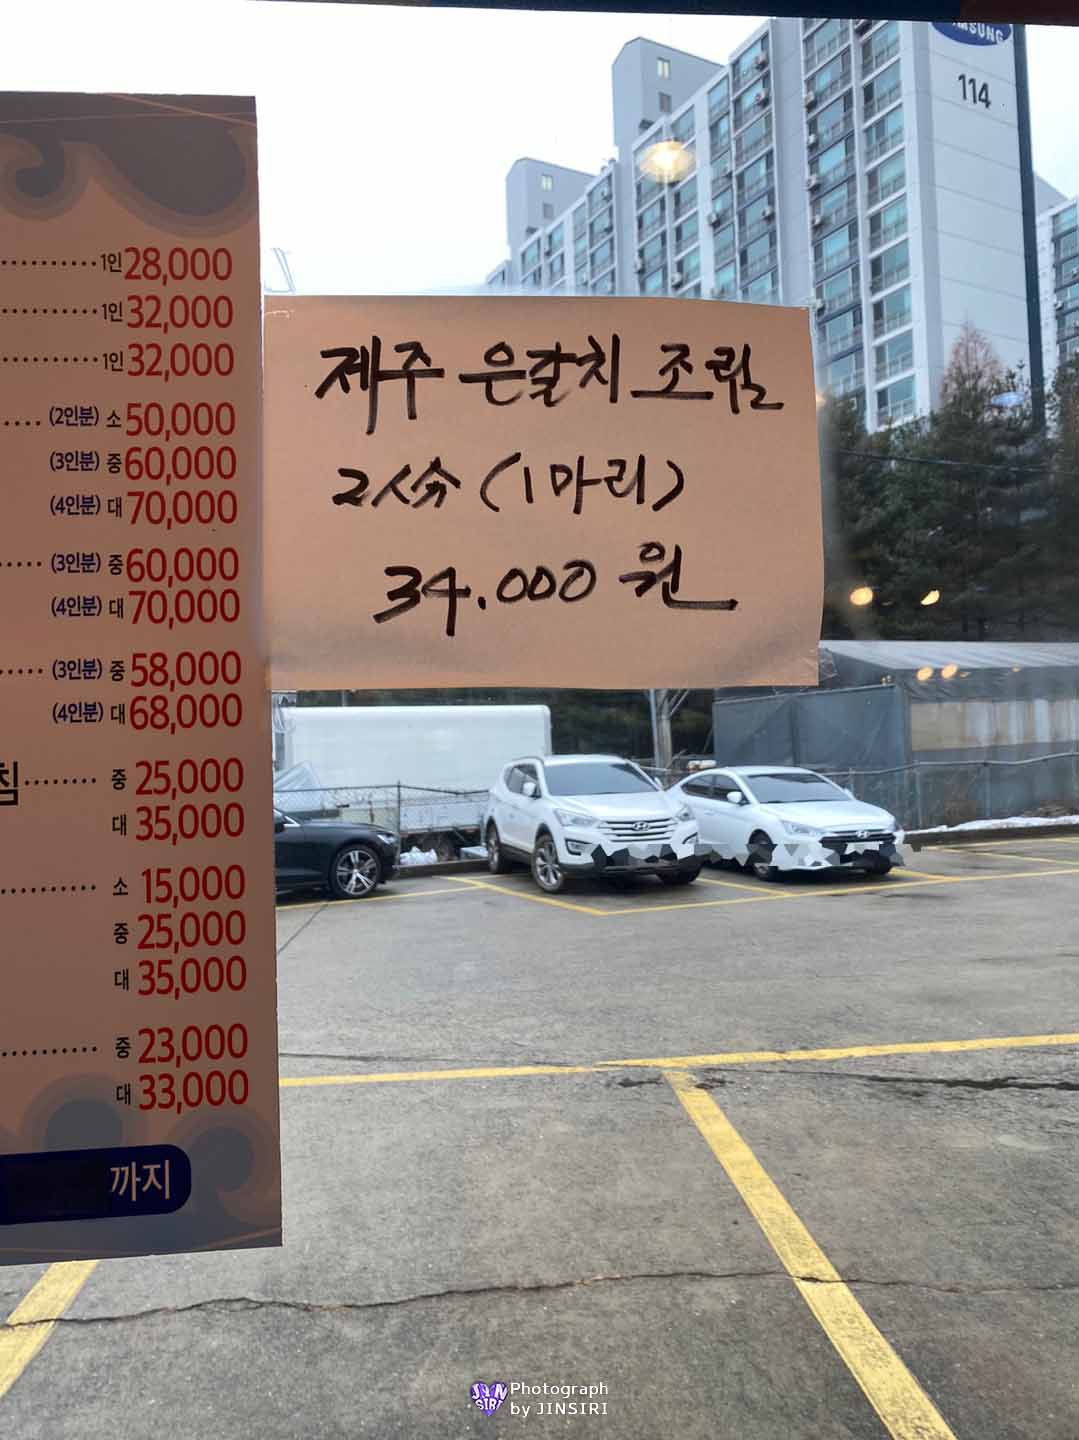 SAMSUNG
114
1인 28,000
1인 32,000
1인 32,000
(2인분) 소 50,000
(3인분) 중 60,000
(4인분) 대 70,000
(3인분) 중 60,000
(4인분) 대 70,000
(3인분) 중 58,000
(4인분) 대 68,000
침 중 25,000
대 35,000
소 15,000
중 25,000
대 35,000
중 23,000
대 33,000
까지
제주 은갈치 조림
2人分 (1마리)
34.000 원
JIN SIRI
Photograph
by JINSIRI